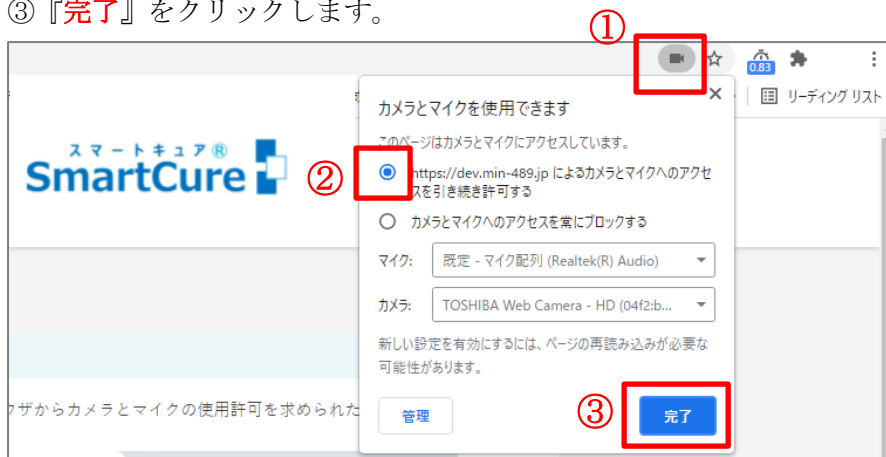 ③『完了』をクリックします。
①
0.83
リーディング リスト
スマートキュア®
SmartCure
カメラとマイクを使用できます
このページはカメラとマイクにアクセスしています。
②
https://dev.min-489.jp によるカメラとマイクへのアクセ
スを引き続き許可する
カメラとマイクへのアクセスを常にブロックする
マイク: 既定 - マイク配列 (Realtek(R) Audio)
カメラ: TOSHIBA Web Camera - HD (04f2:b...
新しい設定を有効にするには、ページの再読み込みが必要な
可能性があります。
ウザからカメラとマイクの使用許可を求められた
管理
③
完了